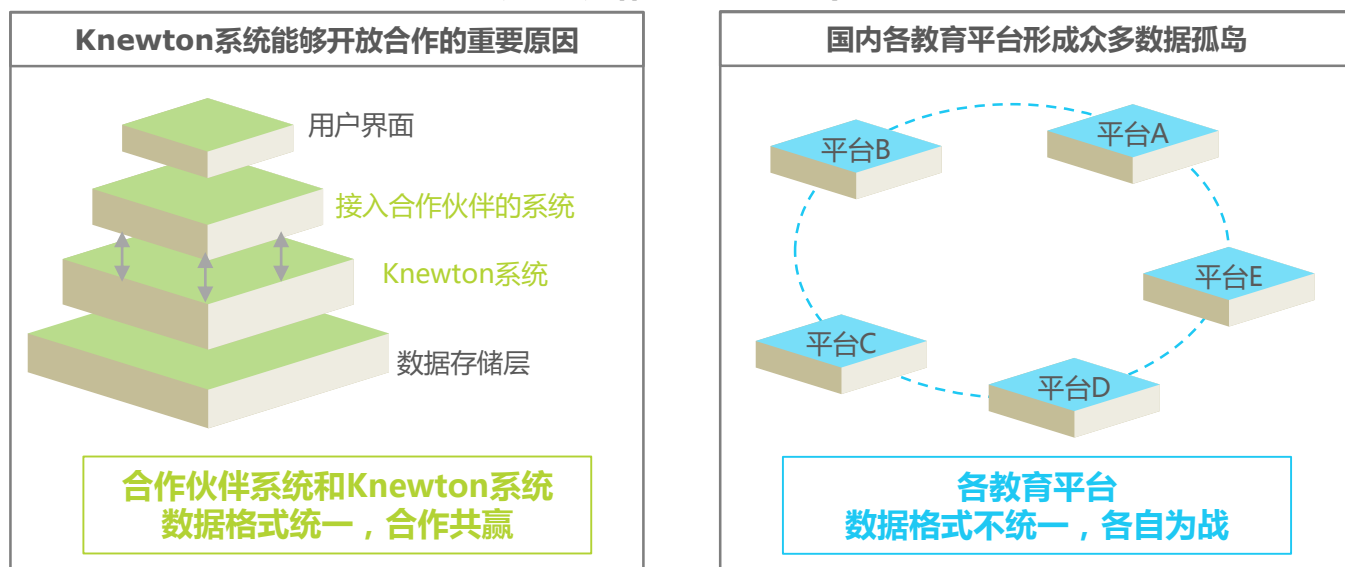 Knewton系统能够开放合作的重要原因
用户界面
接入合作伙伴的系统
Knewton系统
数据存储层
合作伙伴系统和Knewton系统
数据格式统一，合作共赢
国内各教育平台形成众多数据孤岛
平台A
平台B
平台E
平台C
平台D
各教育平台
数据格式不统一，各自为战